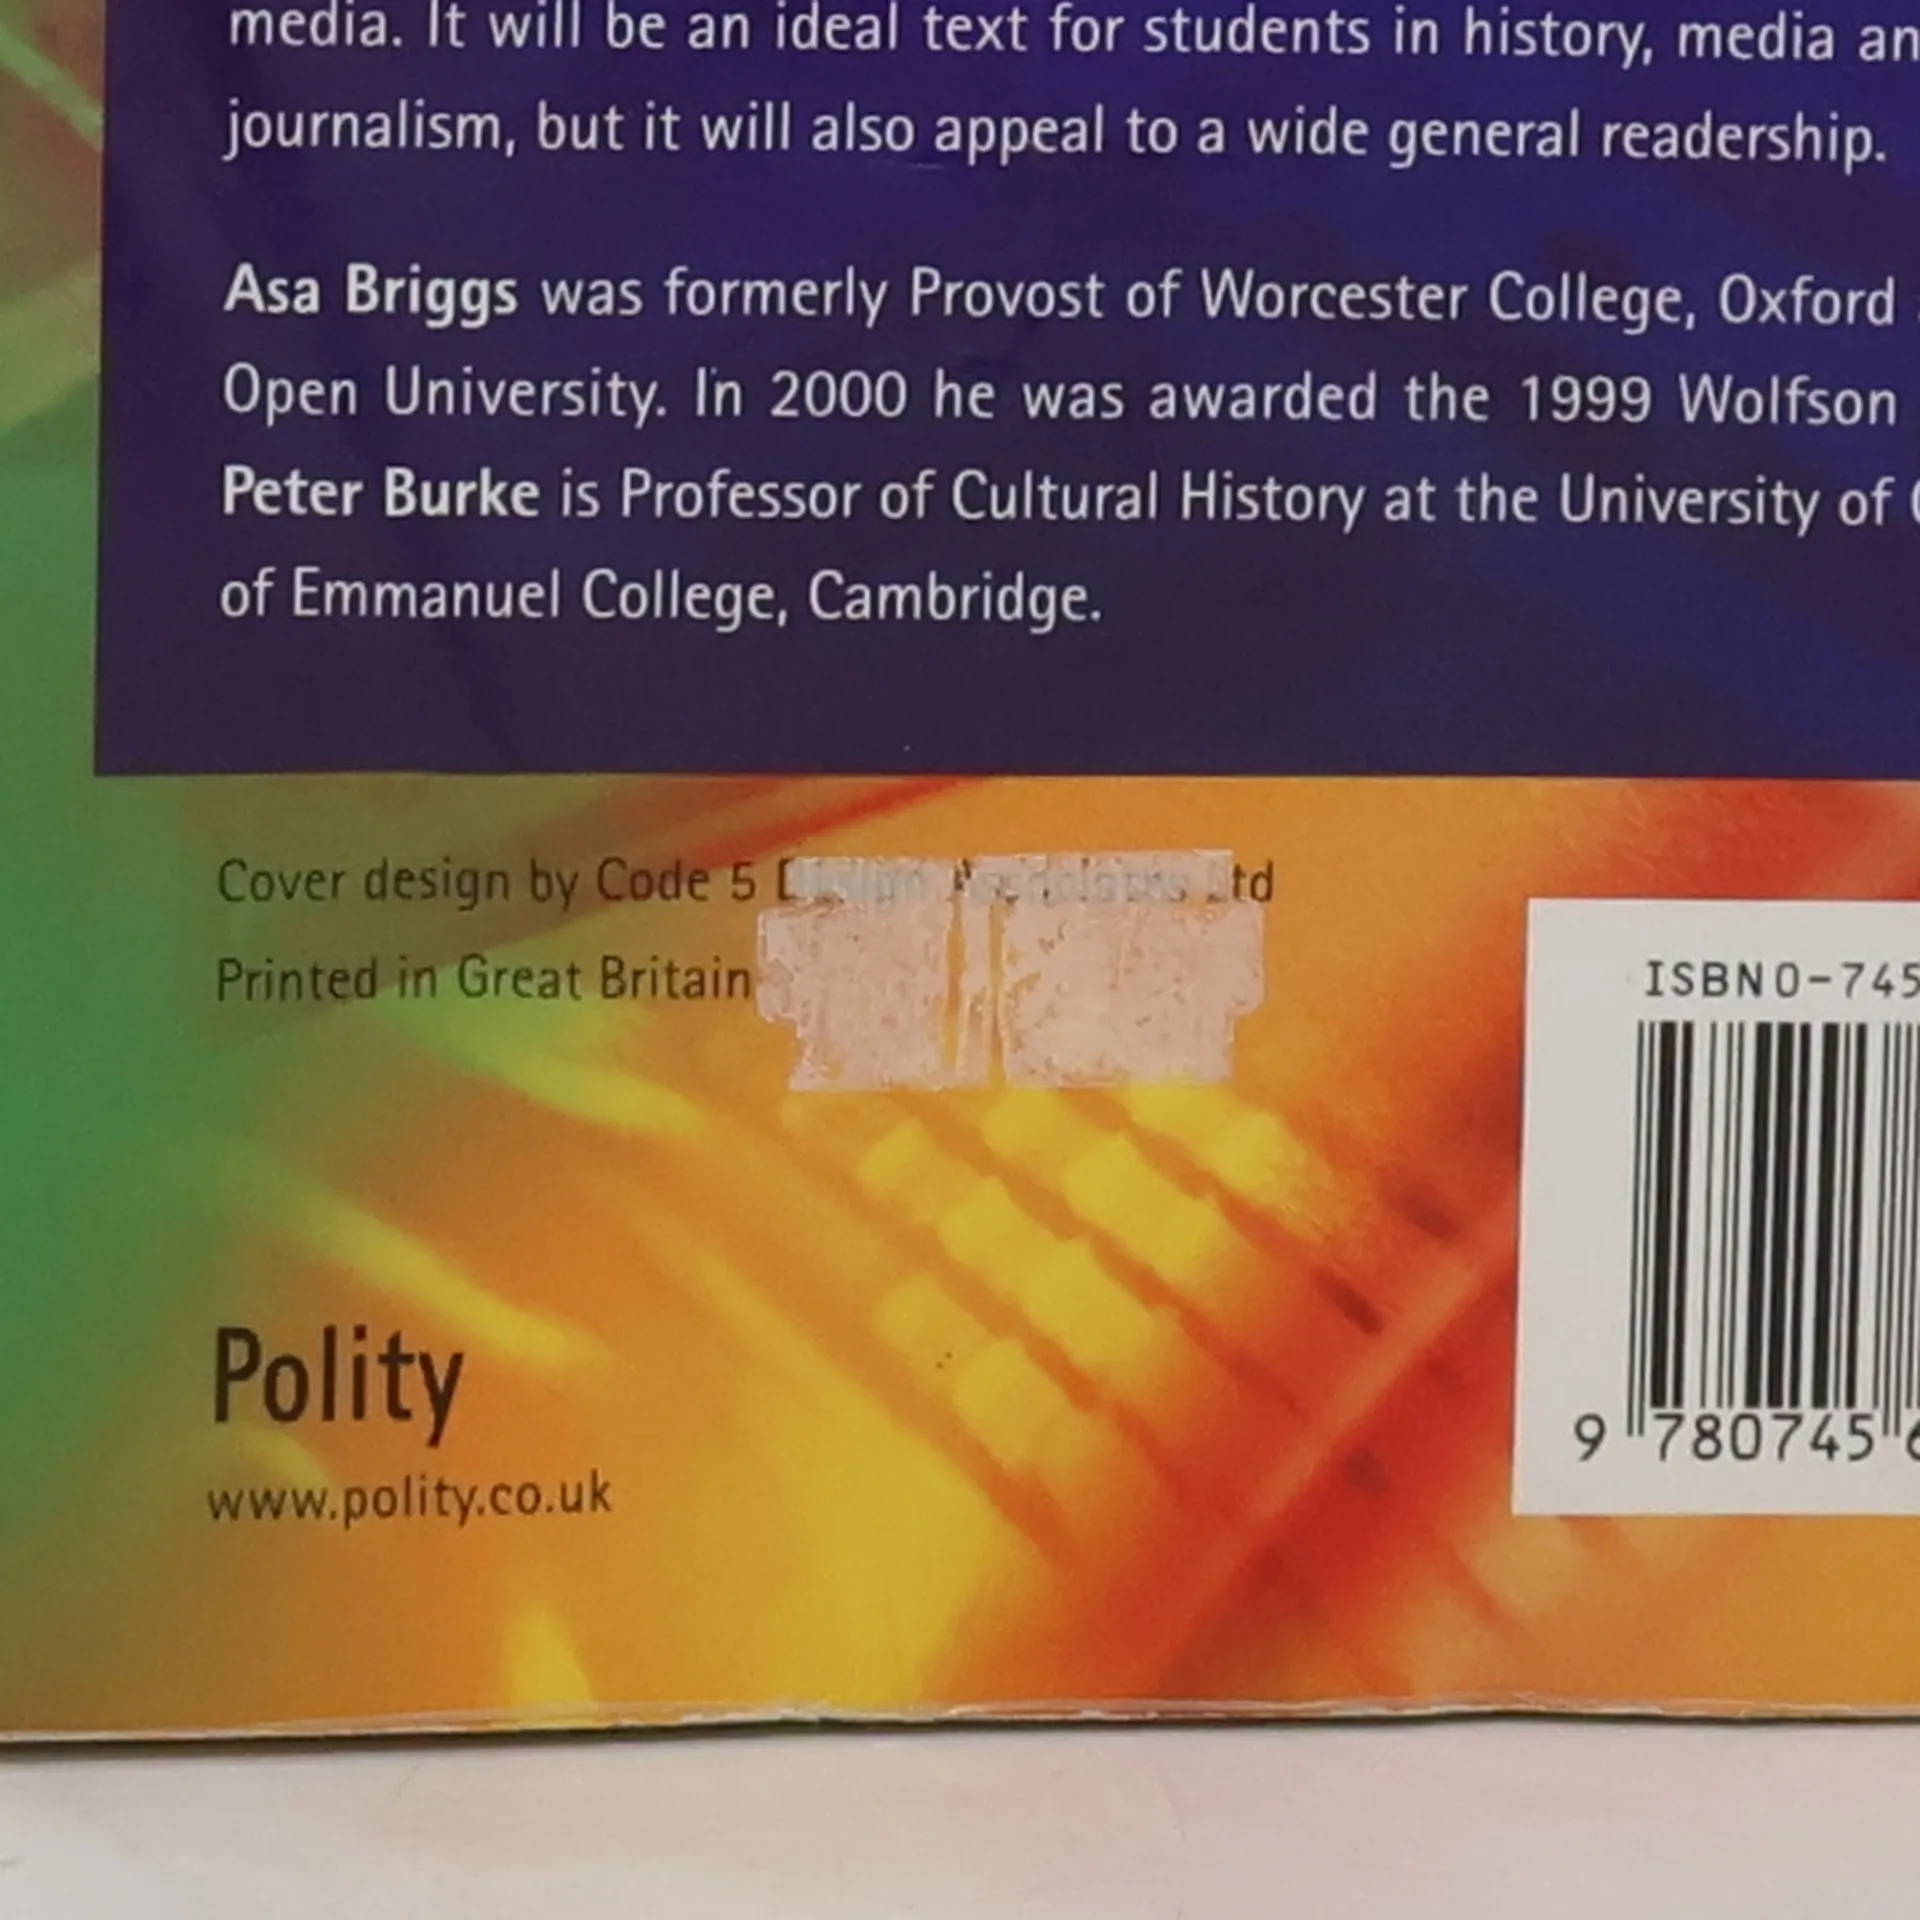 media. It will be an ideal text for students in history, media an
journalism, but it will also appeal to a wide general readership.
Asa Briggs was formerly Provost of Worcester College, Oxford
Open University. In 2000 he was awarded the 1999 Wolfson
Peter Burke is Professor of Cultural History at the University of
of Emmanuel College, Cambridge.
Cover design by Code 5 Design Associates Ltd
Printed in Great Britain
ISBN 0-745
9 780745 6
Polity
www.polity.co.uk